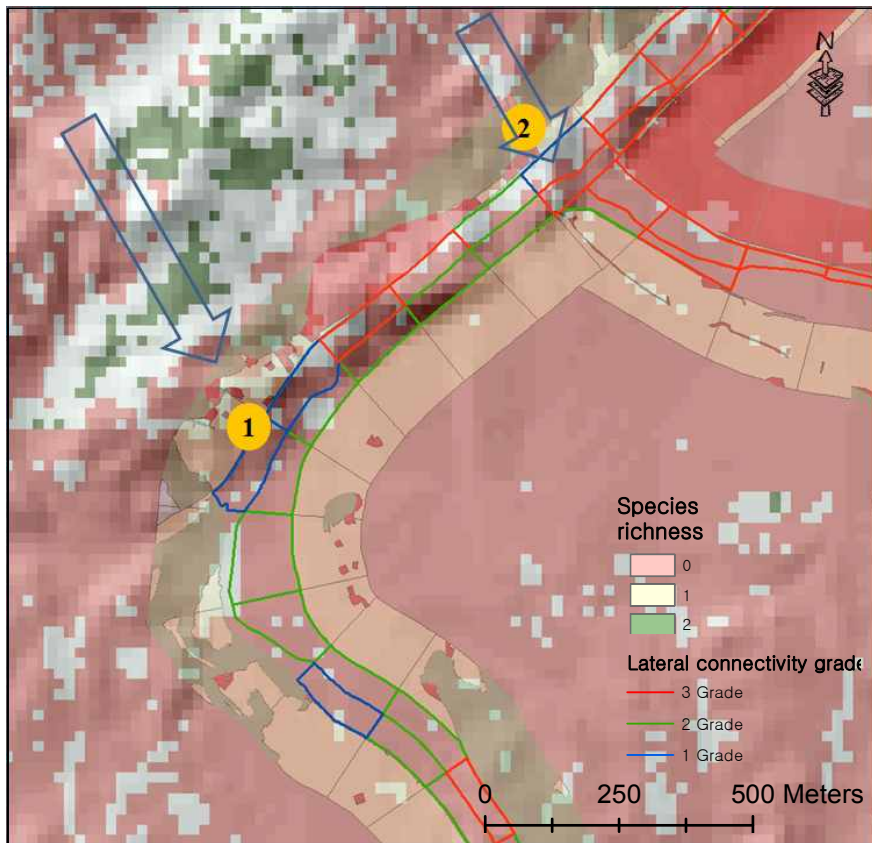 N
2
1
Species
richness
0
1
2
Lateral connectivity grade
3 Grade
2 Grade
1 Grade
0 250 500 Meters